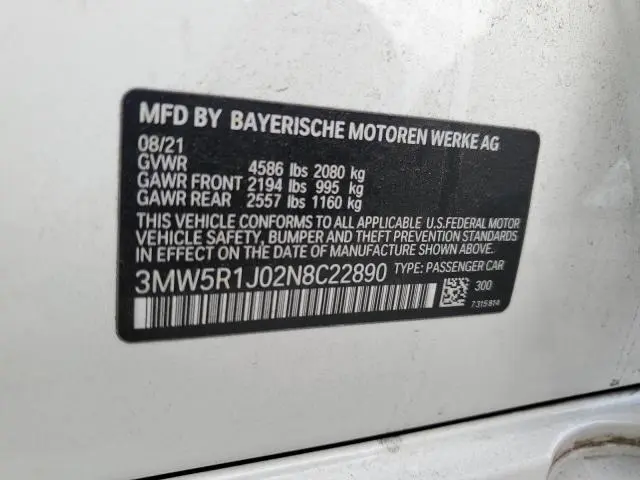 MFD BY BAYERISCHE MOTOREN WERKE AG
08/21
GVWR 4586 lbs 2080 kg
GAWR FRONT 2194 lbs 995 kg
GAWR REAR 2557 lbs 1160 kg
THIS VEHICLE CONFORMS TO ALL APPLICABLE U.S.FEDERAL MOTOR
VEHICLE SAFETY, BUMPER AND THEFT PREVENTION STANDARDS
IN EFFECT ON THE DATE OF MANUFACTURE SHOWN ABOVE.
3MW5R1J02N8C22890 TYPE: PASSENGER CAR
300
7315814